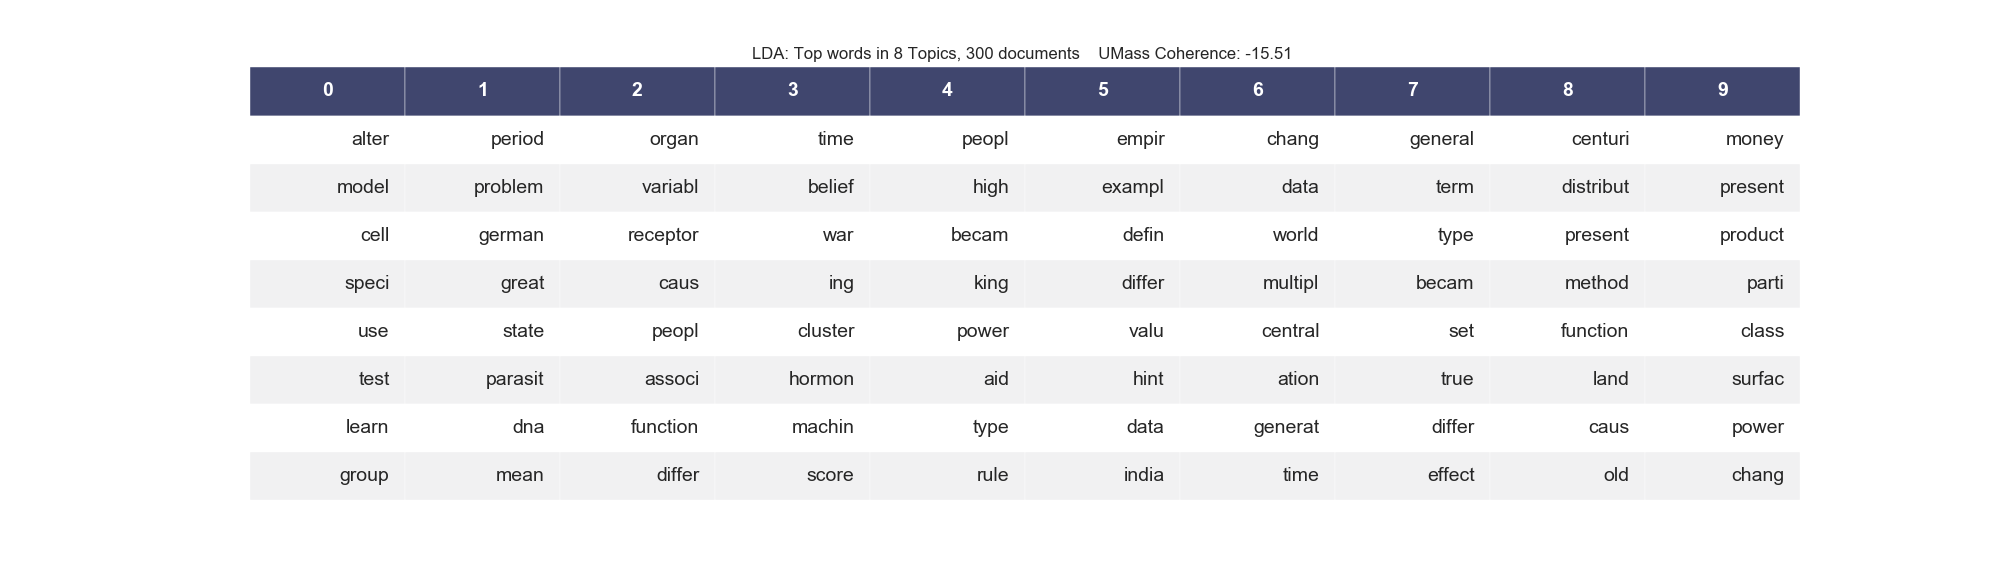 LDA: Top words in 8 Topics, 300 documents    UMass Coherence: -15.51
0 1 2 3 4 5 6 7 8 9
alter period organ time peopl empir chang general centuri money
model problem variabl belief high exampl data term distribut present
cell german receptor war becam defin world type present product
speci great caus ing king differ multipl becam method parti
use state peopl cluster power valu central set function class
test parasit associ hormon aid hint ation true land surfac
learn dna function machin type data generat differ caus power
group mean differ score rule india time effect old chang